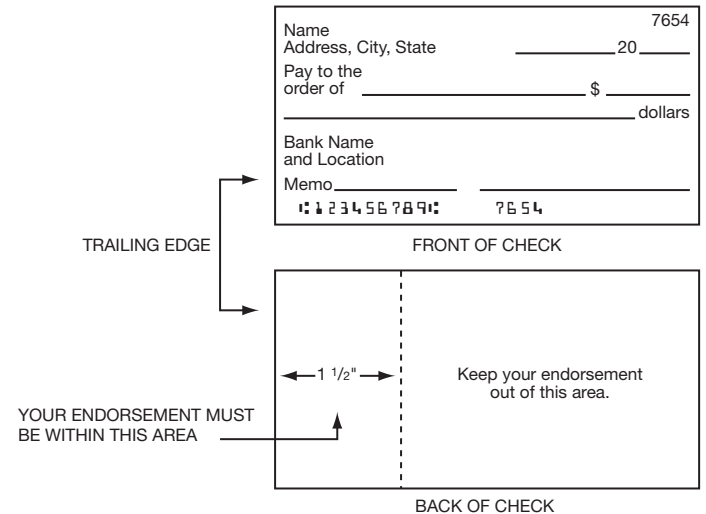 7654
Name
Address, City, State 20
Pay to the
order of $
dollars
Bank Name
and Location
Memo
⑆123456789⑆ 7654
TRAILING EDGE
FRONT OF CHECK
1 1/2"
Keep your endorsement
out of this area.
YOUR ENDORSEMENT MUST
BE WITHIN THIS AREA
BACK OF CHECK